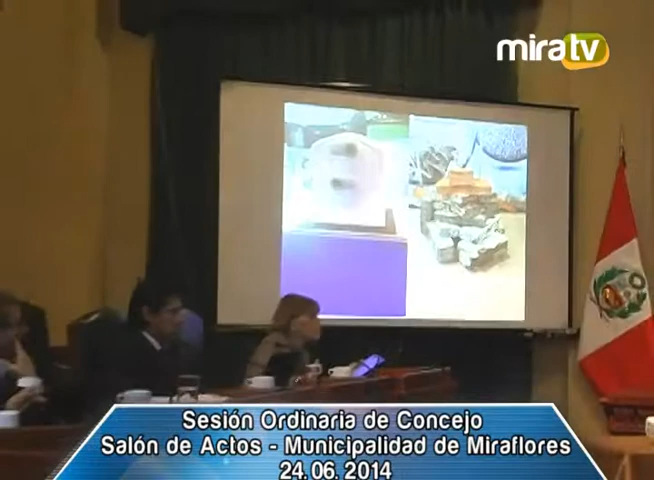 miratv
Sesión Ordinaria de Concejo
Salón de Actos - Municipalidad de Miraflores
24.06.2014